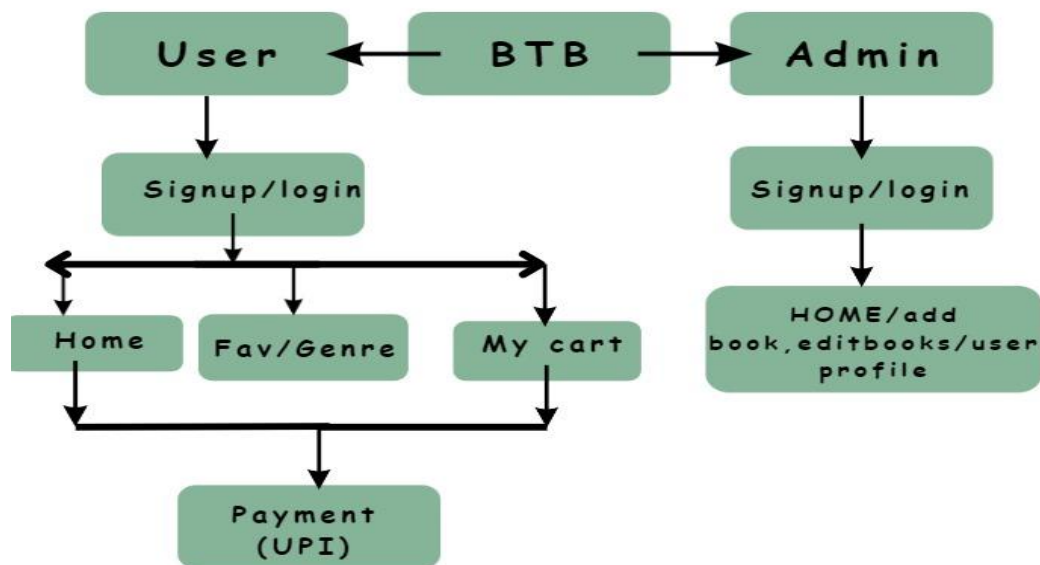 User
BTB
Admin
Signup/login
Signup/login
Home
Fav/Genre
My cart
HOME/add
book,editbooks/user
profile
Payment
(UPI)